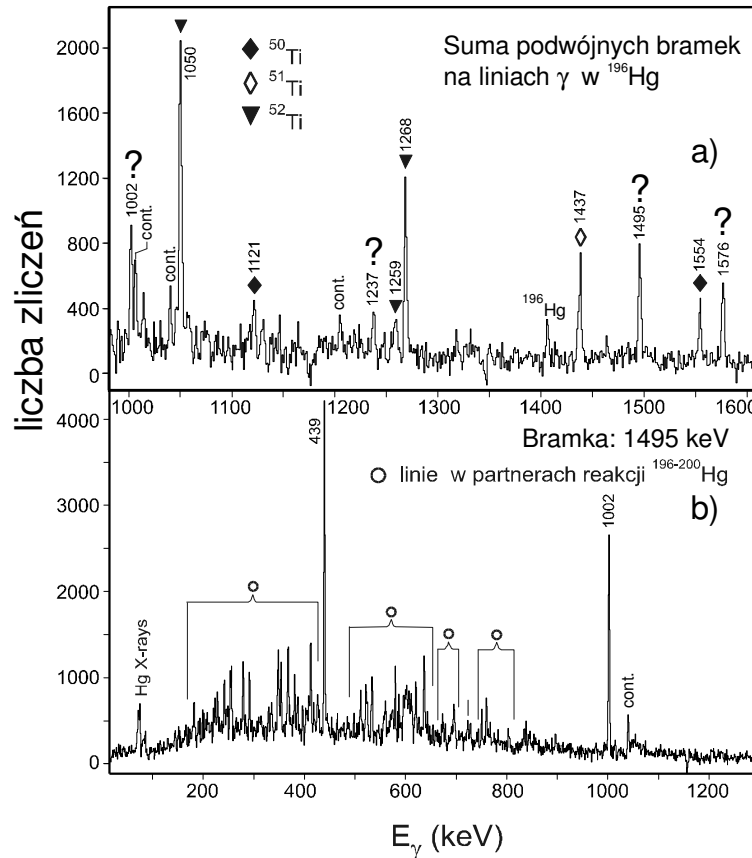 a)
Suma podwójnych bramek
na liniach γ w ¹⁹⁶Hg
⁵⁰Ti
⁵¹Ti
⁵²Ti
1002 ?
cont.
cont.
1050
1121
cont.
1237 ?
1259
1268
¹⁹⁶Hg
1437
1495 ?
1554
1576 ?
2000
1600
1200
800
400
0
1000 1100 1200 1300 1400 1500 1600
liczba zliczeń
b)
Bramka: 1495 keV
linie w partnerach reakcji ¹⁹⁶⁻²⁰⁰Hg
Hg X-rays
439
1002
cont.
4000
3000
2000
1000
0
200 400 600 800 1000 1200
Eγ (keV)